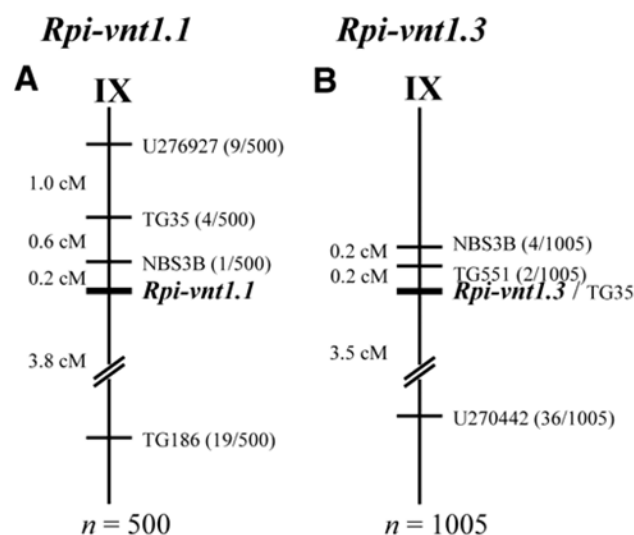 Rpi-vnt1.1
A
IX
U276927 (9/500)
1.0 cM
TG35 (4/500)
0.6 cM
NBS3B (1/500)
0.2 cM
Rpi-vnt1.1
3.8 cM
TG186 (19/500)
n = 500
Rpi-vnt1.3
B
IX
NBS3B (4/1005)
0.2 cM
TG551 (2/1005)
0.2 cM
Rpi-vnt1.3 / TG35
3.5 cM
U270442 (36/1005)
n = 1005